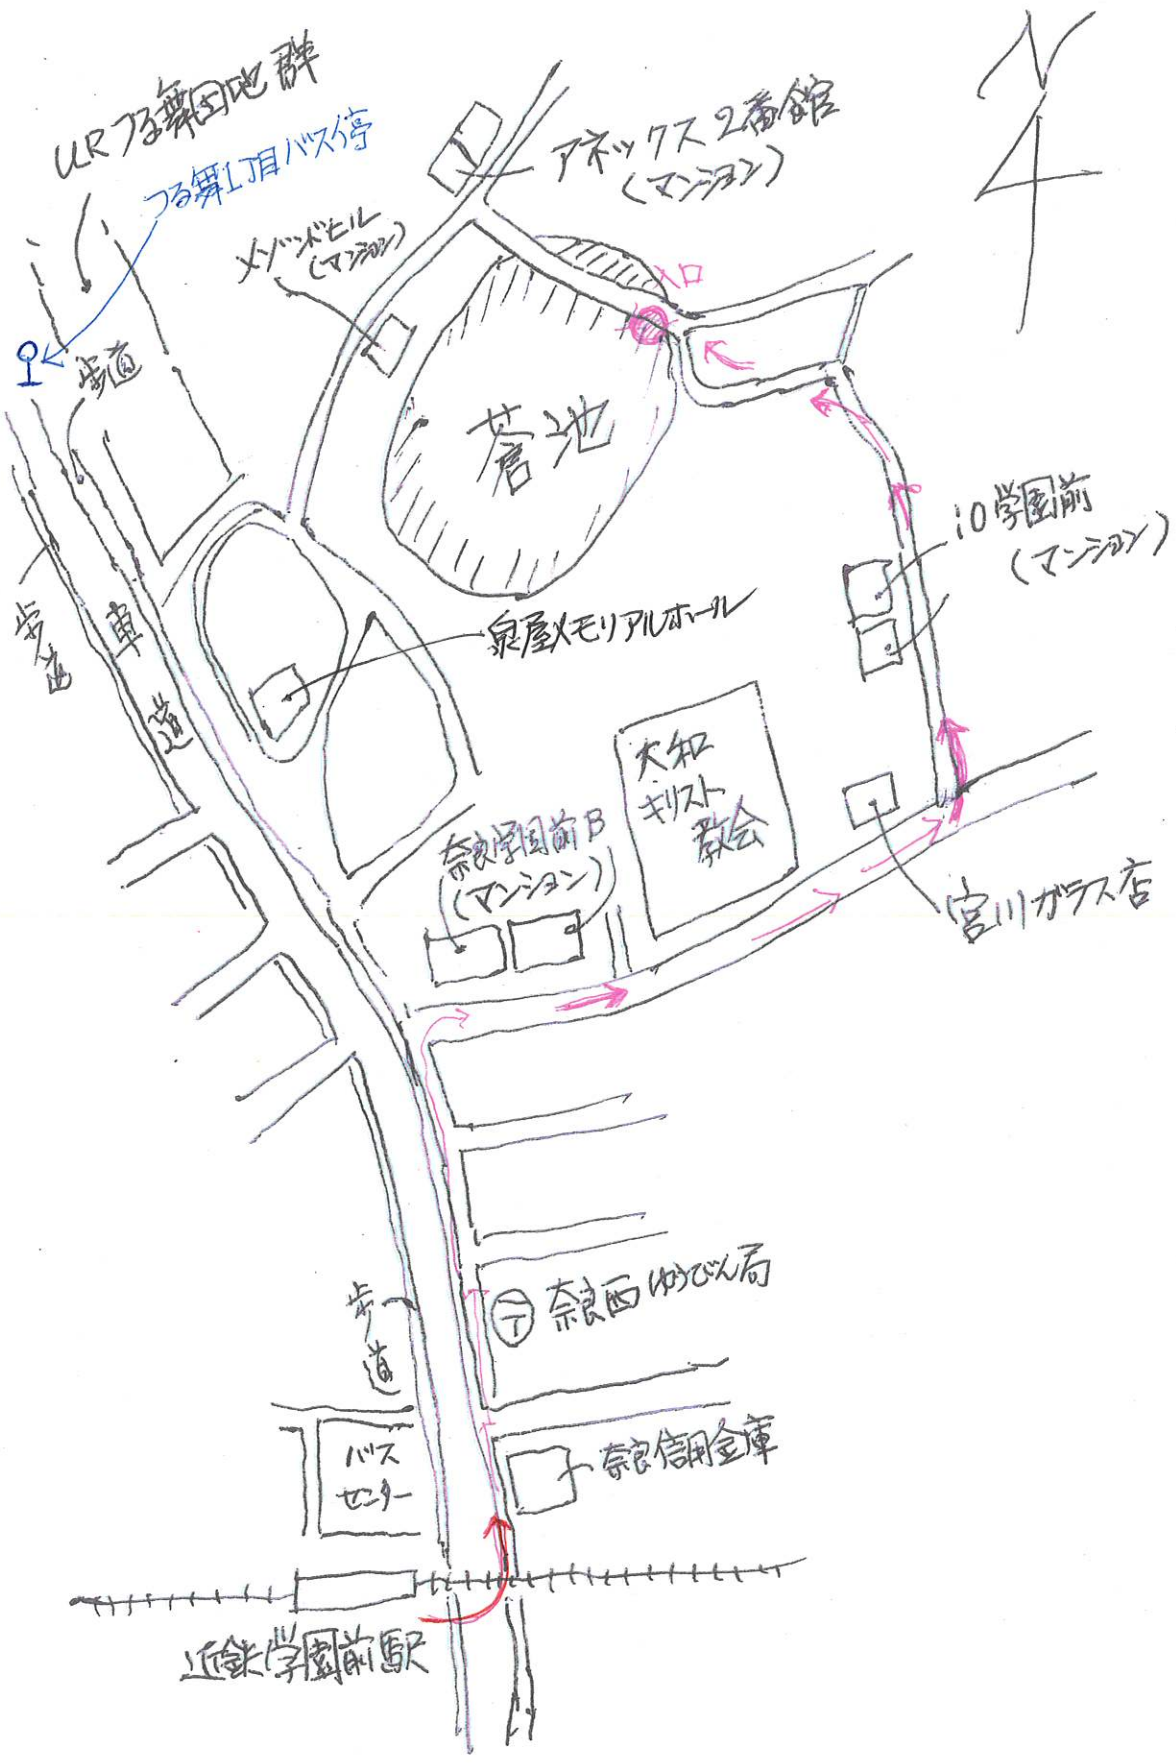 N
URつる舞団地群
つる舞1丁目バス停
アネックス2番館
(マンション)
メゾンドヒル
(マンション)
入口
歩道
蒼池
iO学園前
(マンション)
歩道
車道
泉屋メモリアルホール
大和
キリスト
教会
奈良学園前B
(マンション)
宮川ガラス店
奈良西ゆうびん局
歩道
バス
センター
奈良信用金庫
近鉄学園前駅